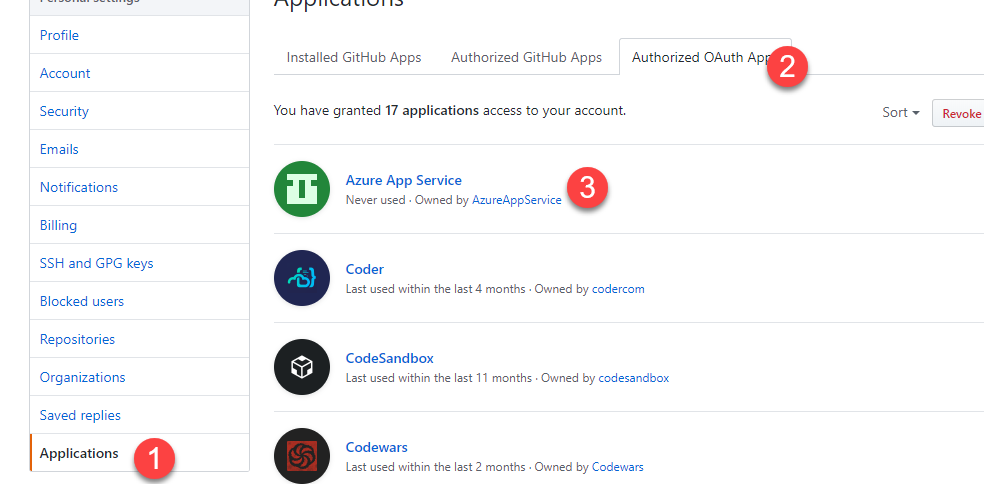 Personal settings
Applications
Profile
Account
Security
Emails
Notifications
Billing
SSH and GPG keys
Blocked users
Repositories
Organizations
Saved replies
Applications
1
Installed GitHub Apps
Authorized GitHub Apps
Authorized OAuth App
2
You have granted 17 applications access to your account.
Sort
Revoke
Azure App Service
Never used · Owned by AzureAppService
3
Coder
Last used within the last 4 months · Owned by codercom
CodeSandbox
Last used within the last 11 months · Owned by codesandbox
Codewars
Last used within the last 2 months · Owned by Codewars